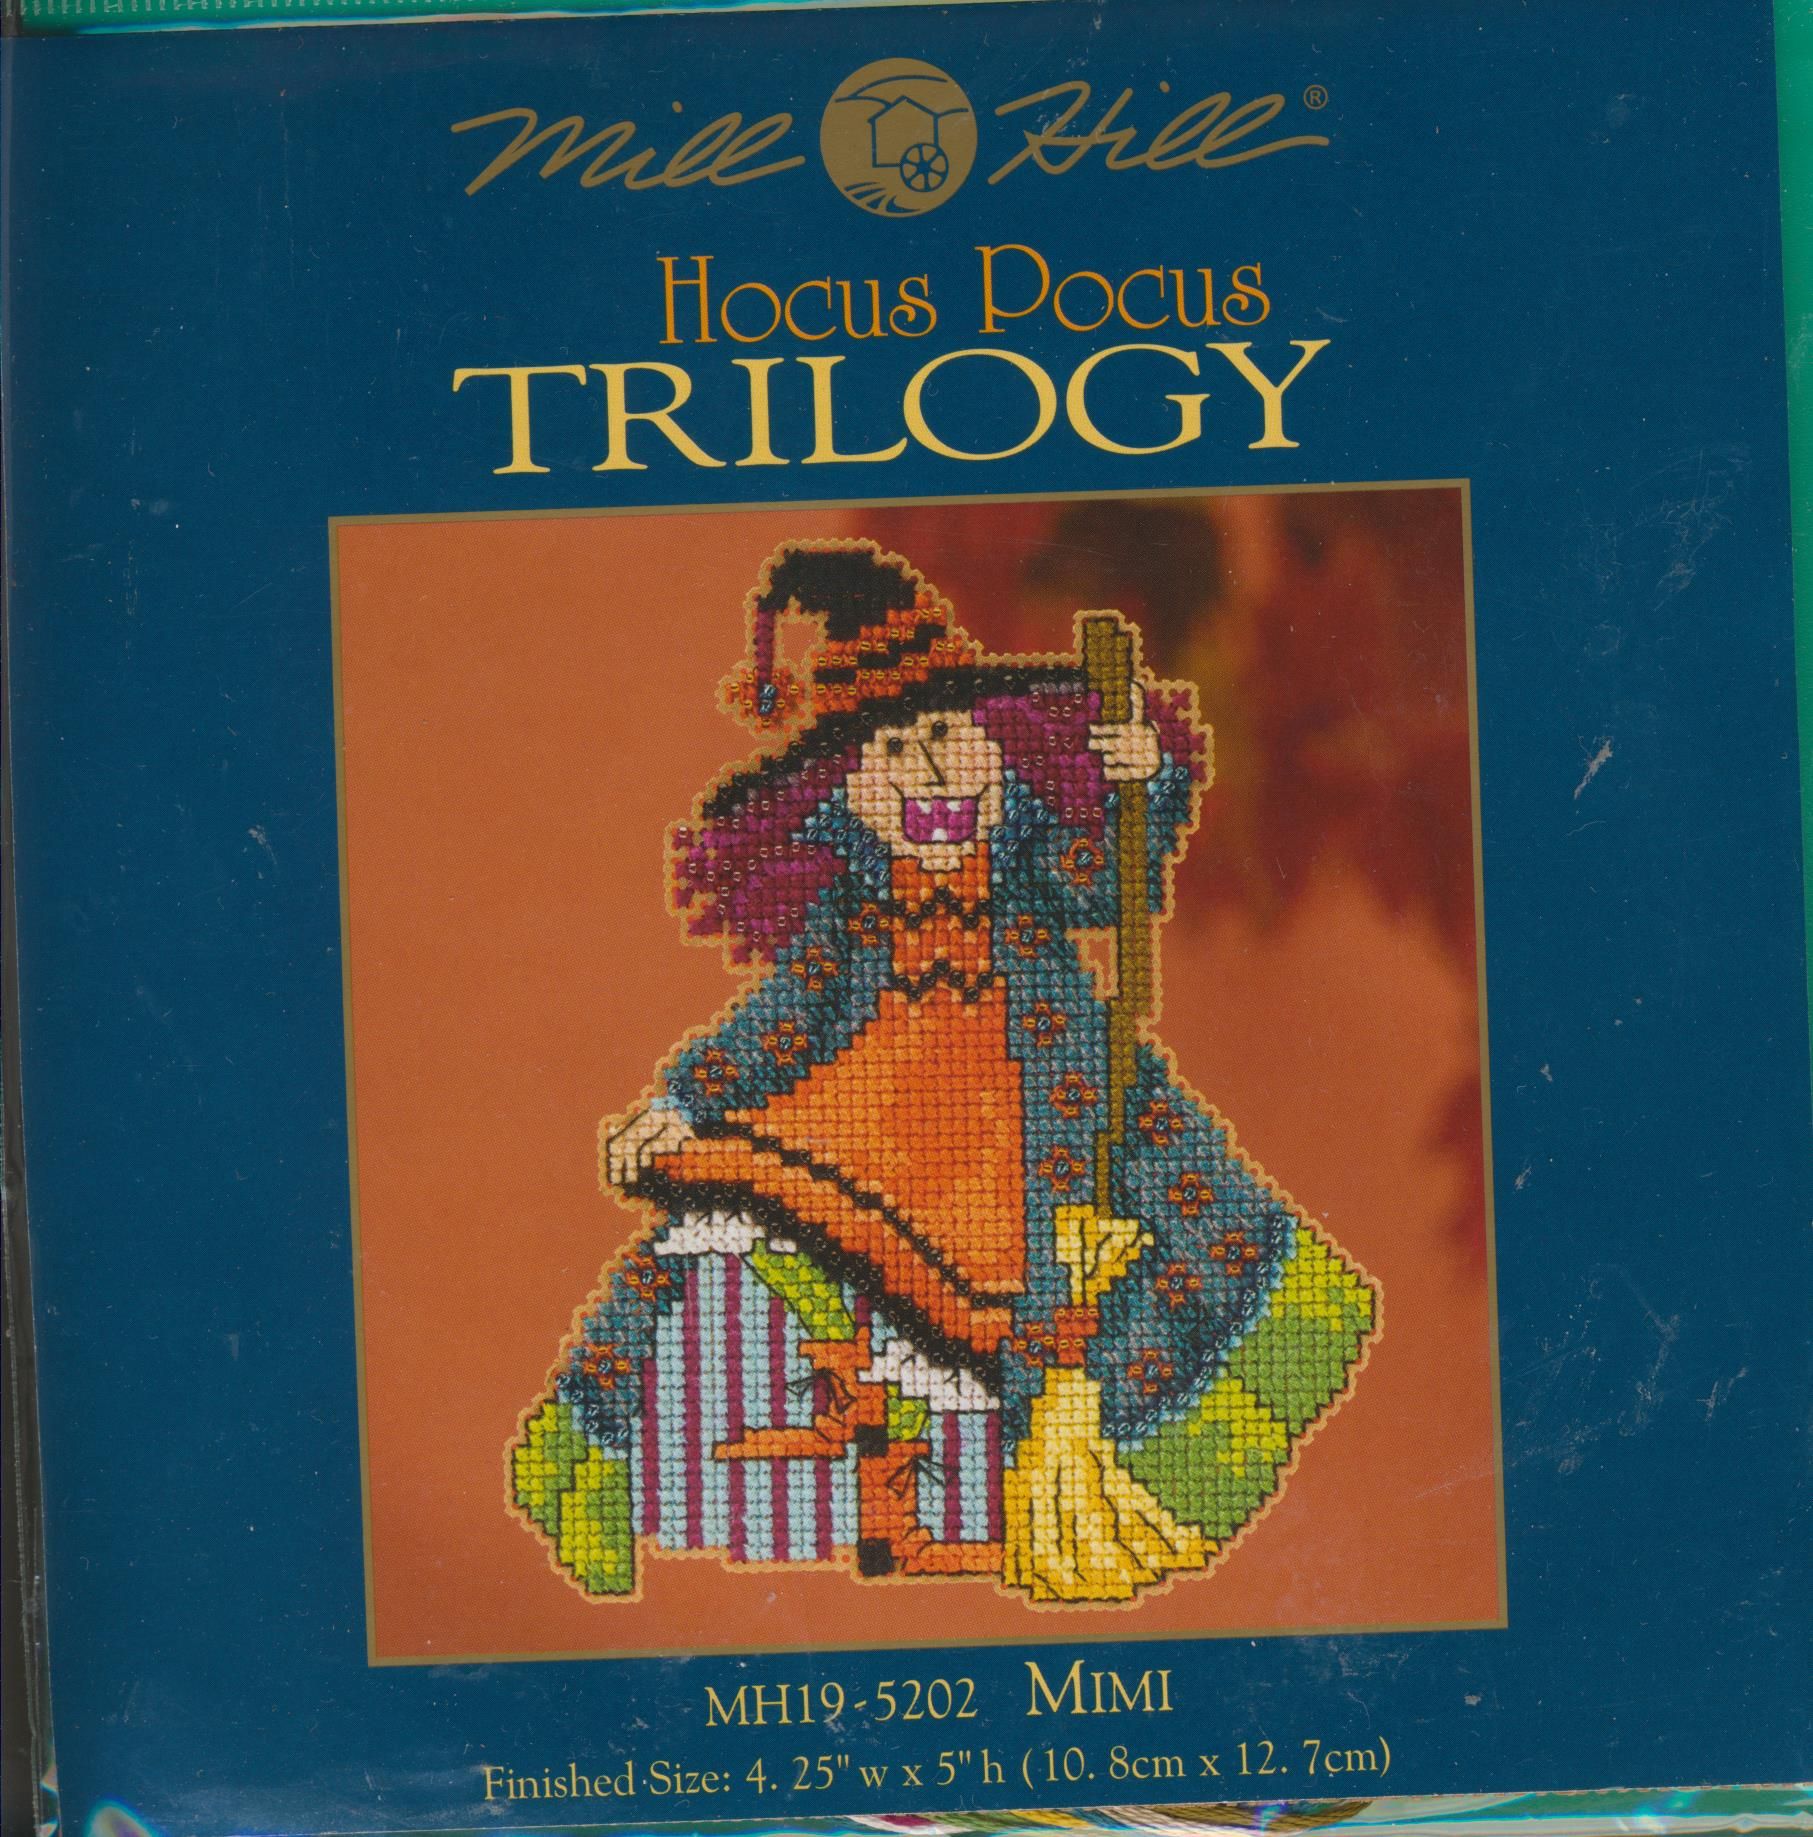 Mill Hill®
Hocus Pocus
TRILOGY
MH19-5202 MIMI
Finished Size: 4. 25" w x 5" h (10. 8cm x 12. 7cm)